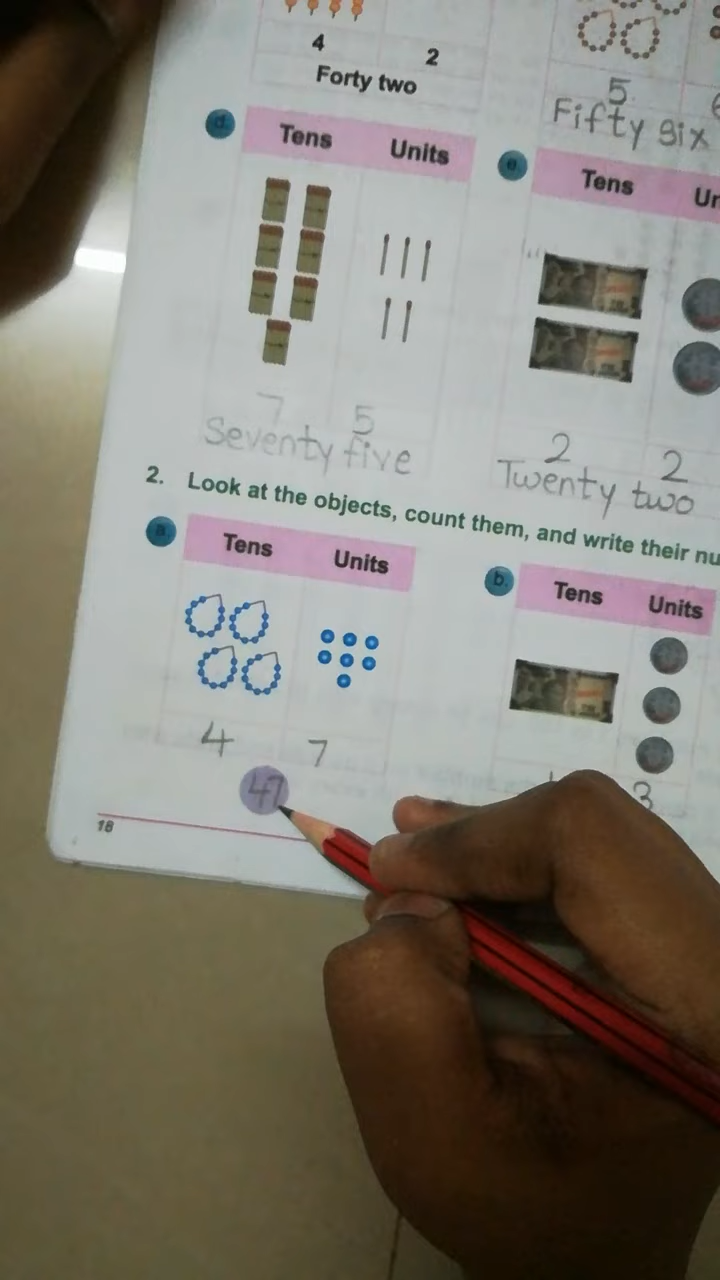 4 2
Forty two
5
Fifty six
d. Tens Units
7 5
Seventy five
e. Tens
2 2
Twenty two
2. Look at the objects, count them, and write their
a. Tens Units
4 7
47
b. Tens Units
3
18